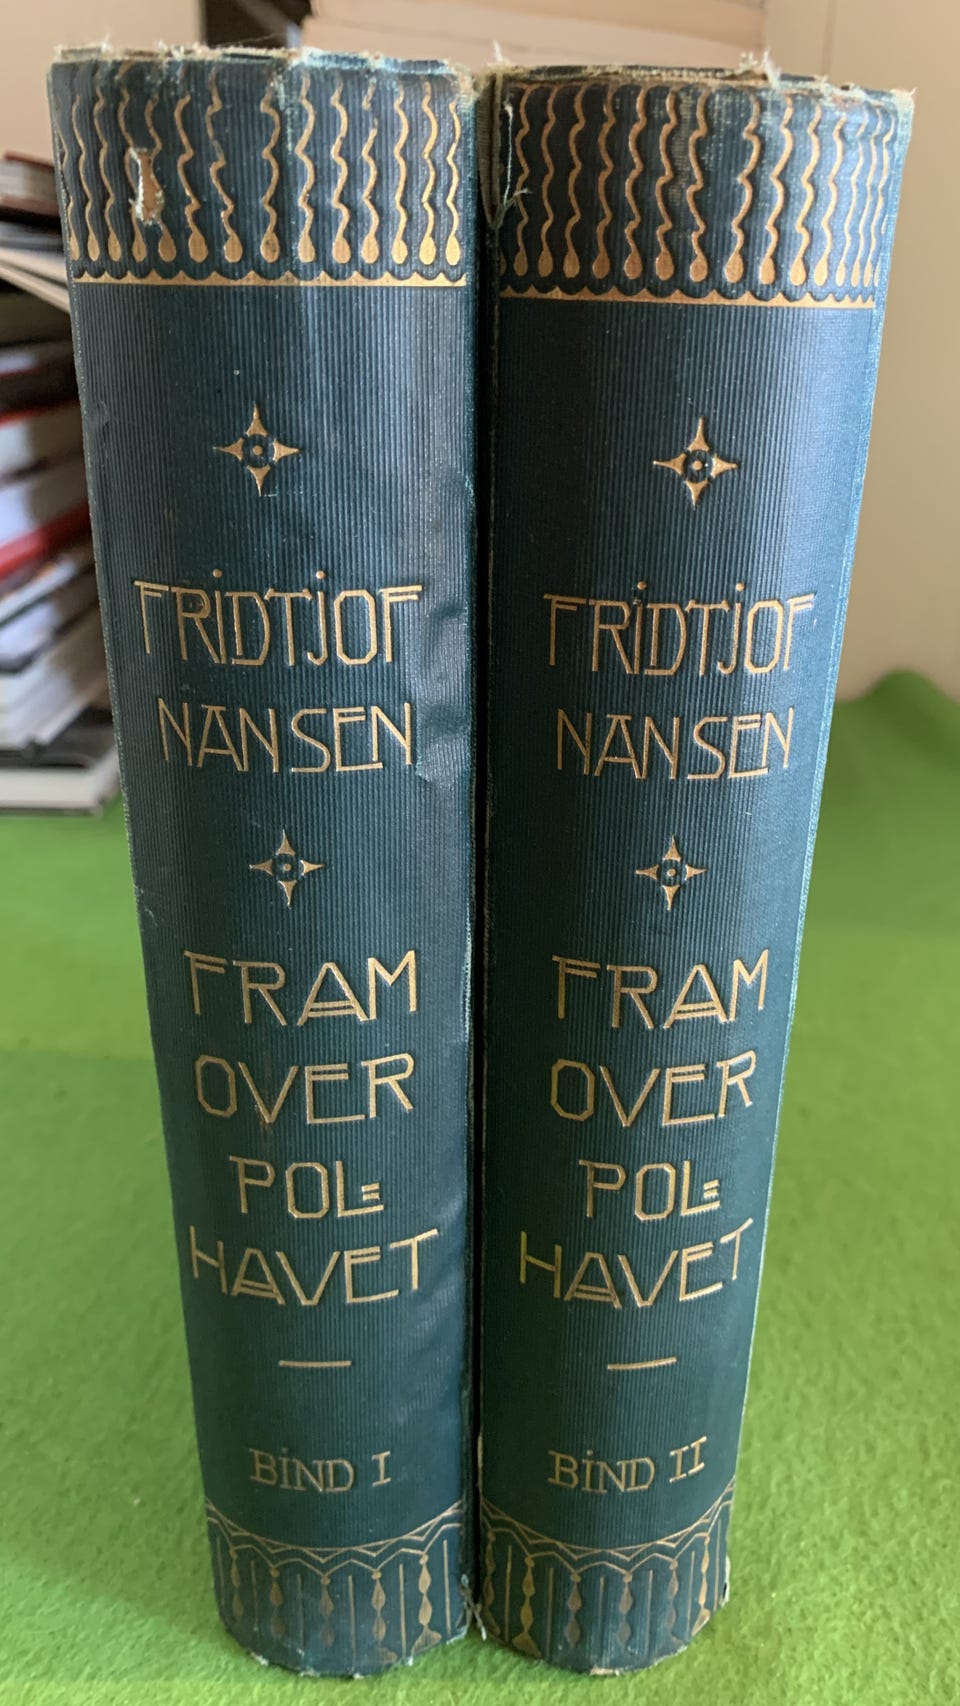 FRIDTJOF
NANSEN
FRAM
OVER
POL=
HAVET
BIND I
FRIDTJOF
NANSEN
FRAM
OVER
POL=
HAVET
BIND II